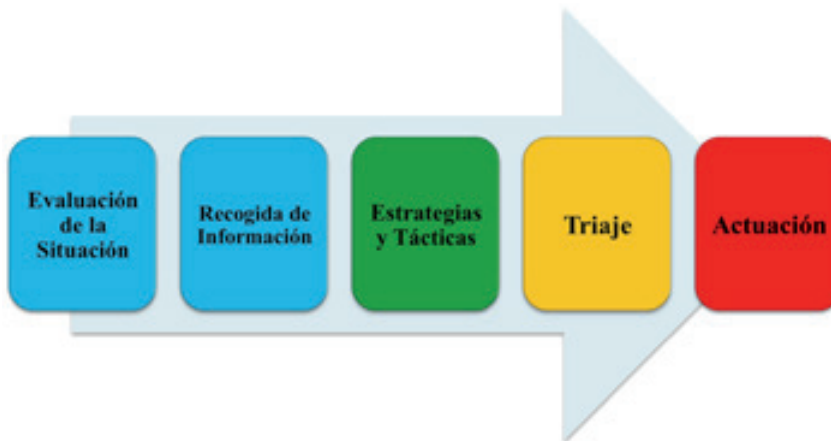 Evaluación
de la
Situación
Recogida de
Información
Estrategias
y Tácticas
Triaje
Actuación